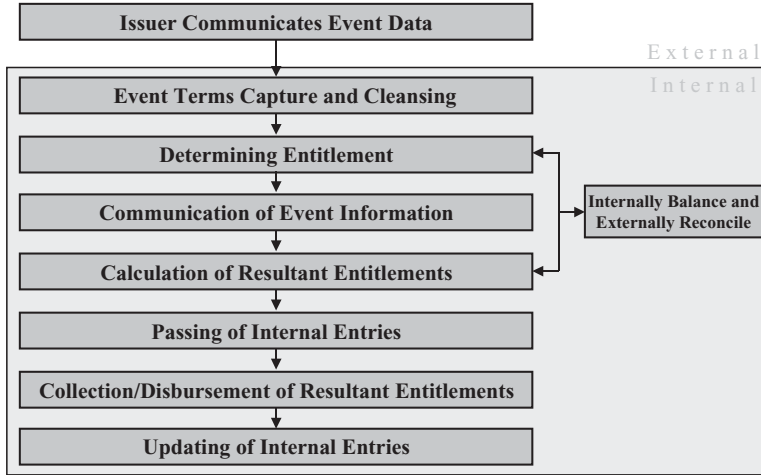 Issuer Communicates Event Data
External
Internal
Event Terms Capture and Cleansing
Determining Entitlement
Communication of Event Information
Internally Balance and
Externally Reconcile
Calculation of Resultant Entitlements
Passing of Internal Entries
Collection/Disbursement of Resultant Entitlements
Updating of Internal Entries